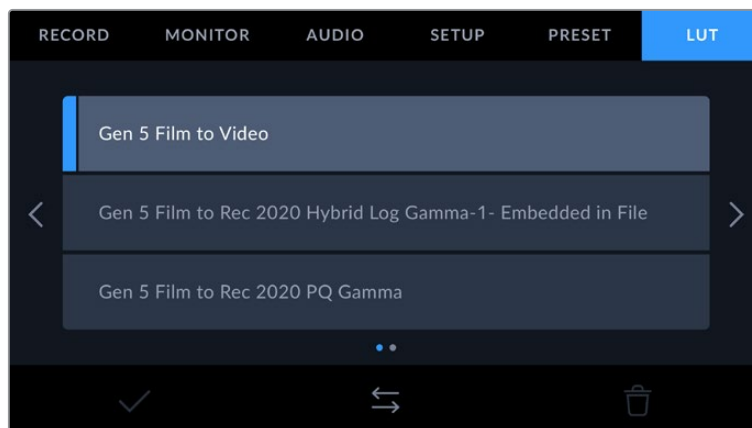 RECORD MONITOR AUDIO SETUP PRESET LUT
Gen 5 Film to Video
Gen 5 Film to Rec 2020 Hybrid Log Gamma-1- Embedded in File
Gen 5 Film to Rec 2020 PQ Gamma